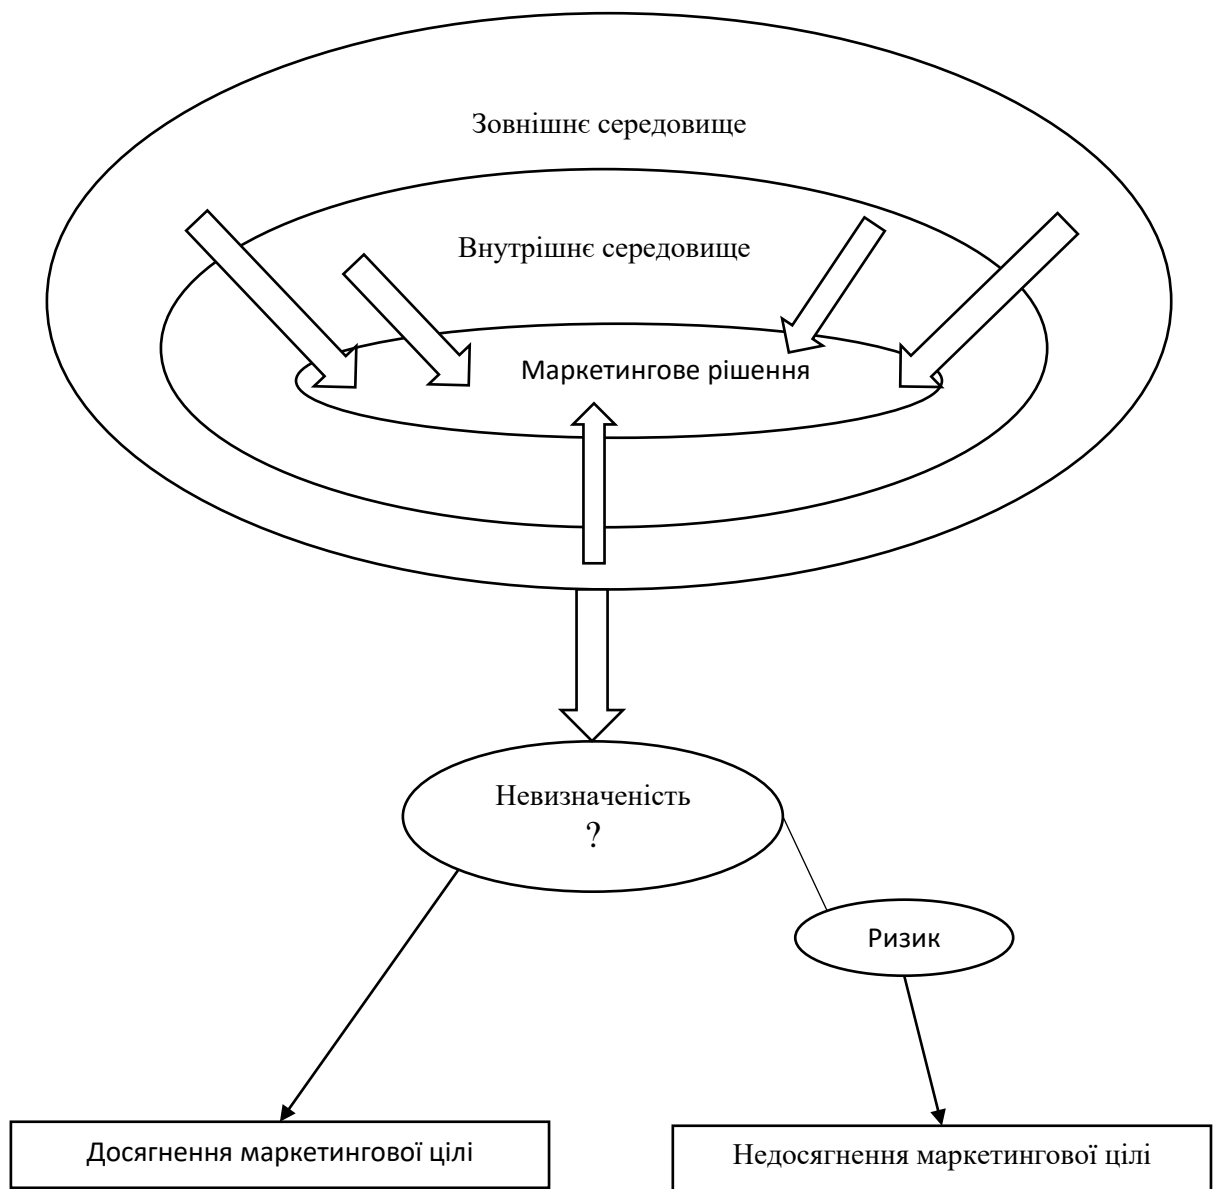 Зовнішнє середовище
Внутрішнє середовище
Маркетингове рішення
Невизначеність
?
Ризик
Досягнення маркетингової цілі
Недосягнення маркетингової цілі